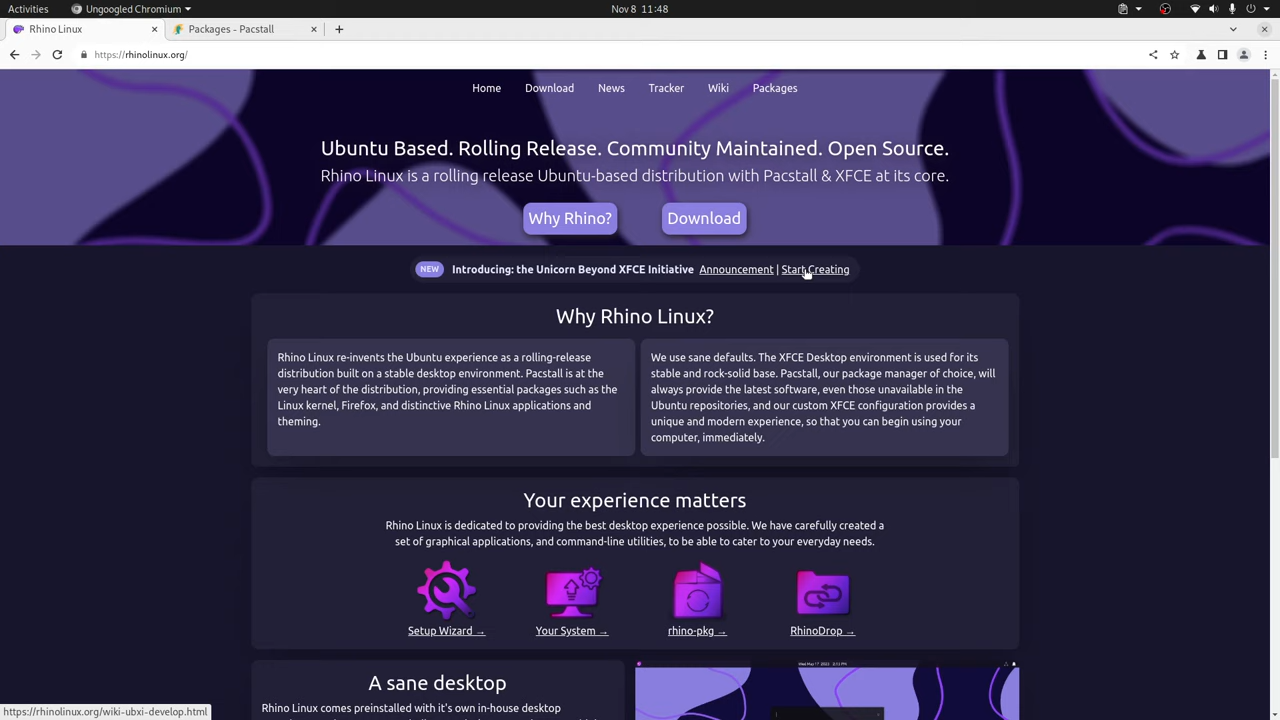 Activities
Ungoogled Chromium
Nov 8 11:48
Rhino Linux
Packages - Pacstall
https://rhinolinux.org/
Home Download News Tracker Wiki Packages
Ubuntu Based. Rolling Release. Community Maintained. Open Source.
Rhino Linux is a rolling release Ubuntu-based distribution with Pacstall & XFCE at its core.
Why Rhino? Download
NEW Introducing: the Unicorn Beyond XFCE Initiative Announcement | Start Creating
Why Rhino Linux?
Rhino Linux re-invents the Ubuntu experience as a rolling-release
distribution built on a stable desktop environment. Pacstall is at the
very heart of the distribution, providing essential packages such as the
Linux kernel, Firefox, and distinctive Rhino Linux applications and
theming.
We use sane defaults. The XFCE Desktop environment is used for its
stable and rock-solid base. Pacstall, our package manager of choice, will
always provide the latest software, even those unavailable in the
Ubuntu repositories, and our custom XFCE configuration provides a
unique and modern experience, so that you can begin using your
computer, immediately.
Your experience matters
Rhino Linux is dedicated to providing the best desktop experience possible. We have carefully created a
set of graphical applications, and command-line utilities, to be able to cater to your everyday needs.
Setup Wizard → Your System → rhino-pkg → RhinoDrop →
A sane desktop
Rhino Linux comes preinstalled with it's own in-house desktop
https://rhinolinux.org/wiki-ubxi-develop.html